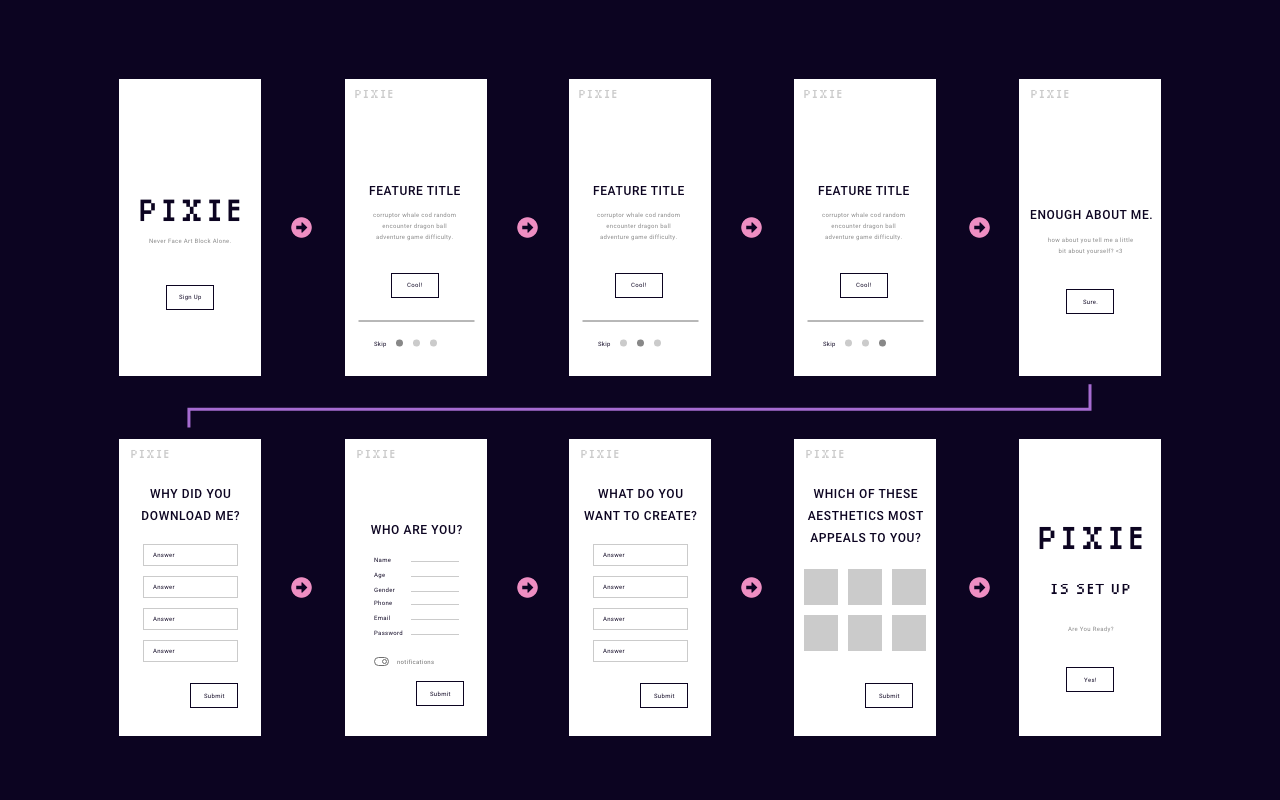 PIXIE
Never Face Art Block Alone.
Sign Up
PIXIE
FEATURE TITLE
corruptor whale cod random
encounter dragon ball
adventure game difficulty.
Cool!
Skip
PIXIE
FEATURE TITLE
corruptor whale cod random
encounter dragon ball
adventure game difficulty.
Cool!
Skip
PIXIE
FEATURE TITLE
corruptor whale cod random
encounter dragon ball
adventure game difficulty.
Cool!
Skip
PIXIE
ENOUGH ABOUT ME.
how about you tell me a little
bit about yourself? <3
Sure.
PIXIE
WHY DID YOU
DOWNLOAD ME?
Answer
Answer
Answer
Answer
Submit
PIXIE
WHO ARE YOU?
Name
Age
Gender
Phone
Email
Password
notifications
Submit
PIXIE
WHAT DO YOU
WANT TO CREATE?
Answer
Answer
Answer
Answer
Submit
PIXIE
WHICH OF THESE
AESTHETICS MOST
APPEALS TO YOU?
Submit
PIXIE
IS SET UP
Are You Ready?
Yes!